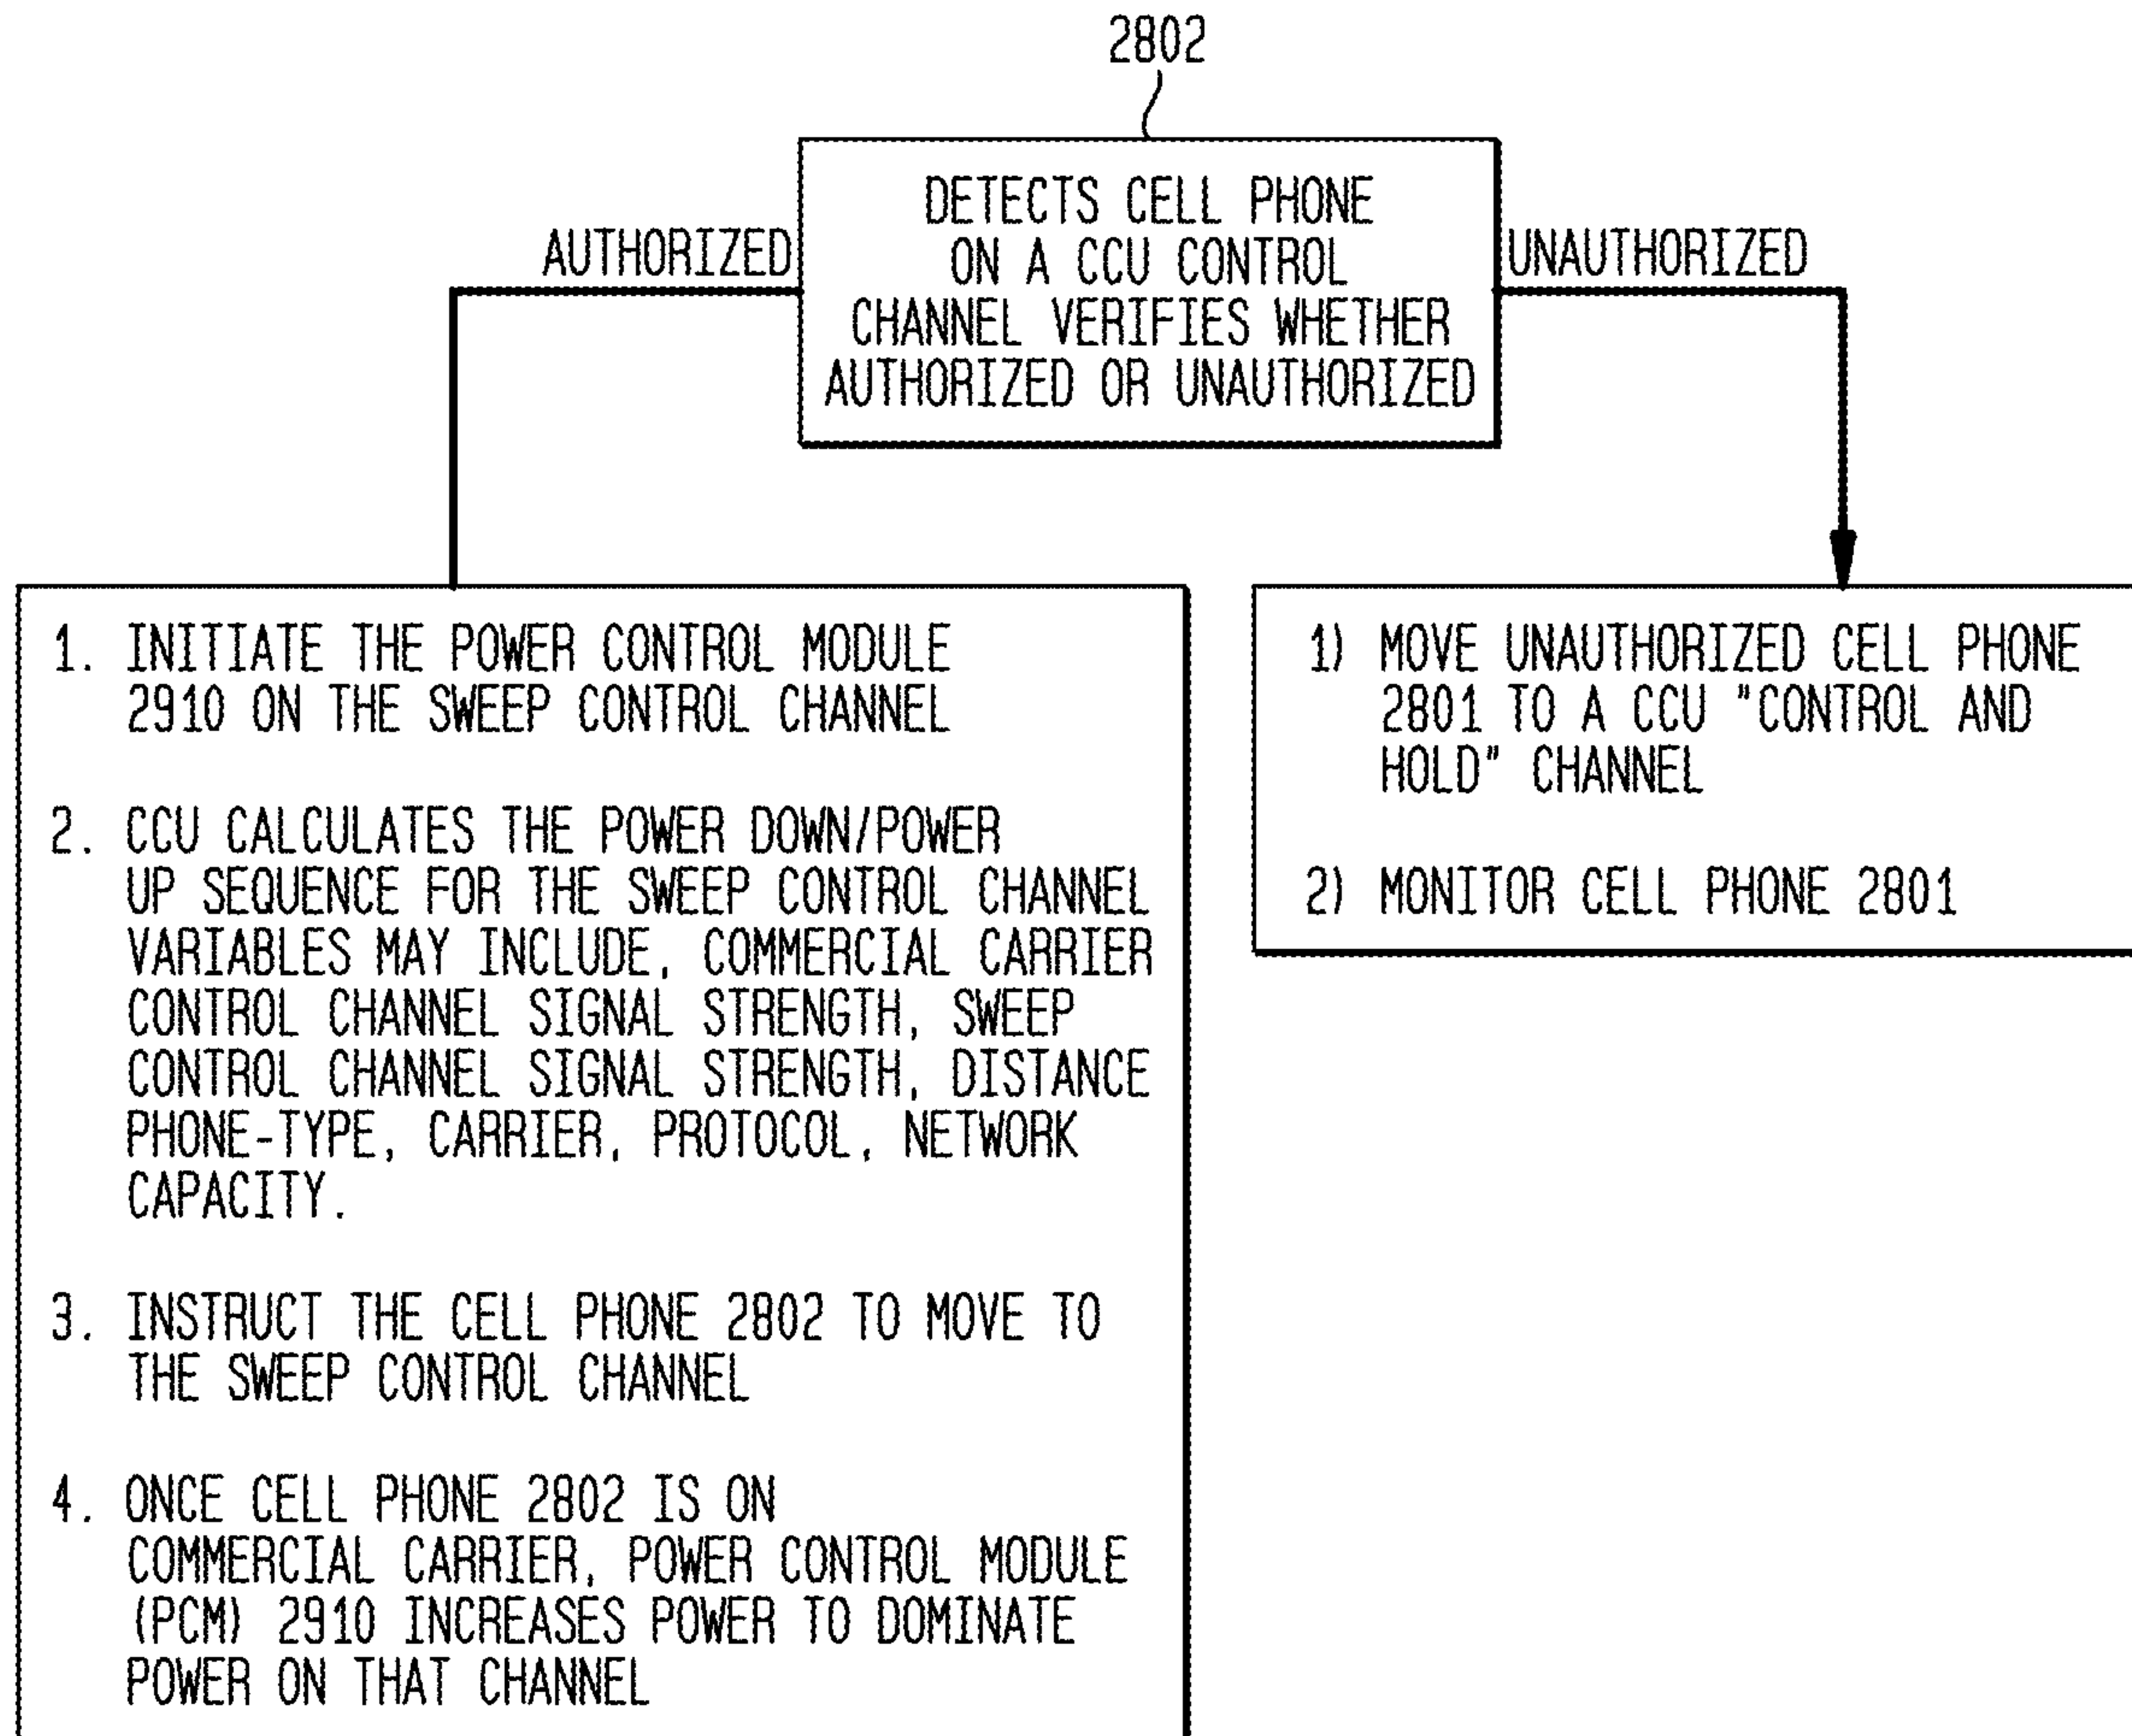 2802
DETECTS CELL PHONE
ON A CCU CONTROL
CHANNEL VERIFIES WHETHER
AUTHORIZED OR UNAUTHORIZED
AUTHORIZED
UNAUTHORIZED
1. INITIATE THE POWER CONTROL MODULE
2910 ON THE SWEEP CONTROL CHANNEL
2. CCU CALCULATES THE POWER DOWN/POWER
UP SEQUENCE FOR THE SWEEP CONTROL CHANNEL
VARIABLES MAY INCLUDE, COMMERCIAL CARRIER
CONTROL CHANNEL SIGNAL STRENGTH, SWEEP
CONTROL CHANNEL SIGNAL STRENGTH, DISTANCE
PHONE-TYPE, CARRIER, PROTOCOL, NETWORK
CAPACITY.
3. INSTRUCT THE CELL PHONE 2802 TO MOVE TO
THE SWEEP CONTROL CHANNEL
4. ONCE CELL PHONE 2802 IS ON
COMMERCIAL CARRIER, POWER CONTROL MODULE
(PCM) 2910 INCREASES POWER TO DOMINATE
POWER ON THAT CHANNEL
1) MOVE UNAUTHORIZED CELL PHONE
2801 TO A CCU "CONTROL AND
HOLD" CHANNEL
2) MONITOR CELL PHONE 2801